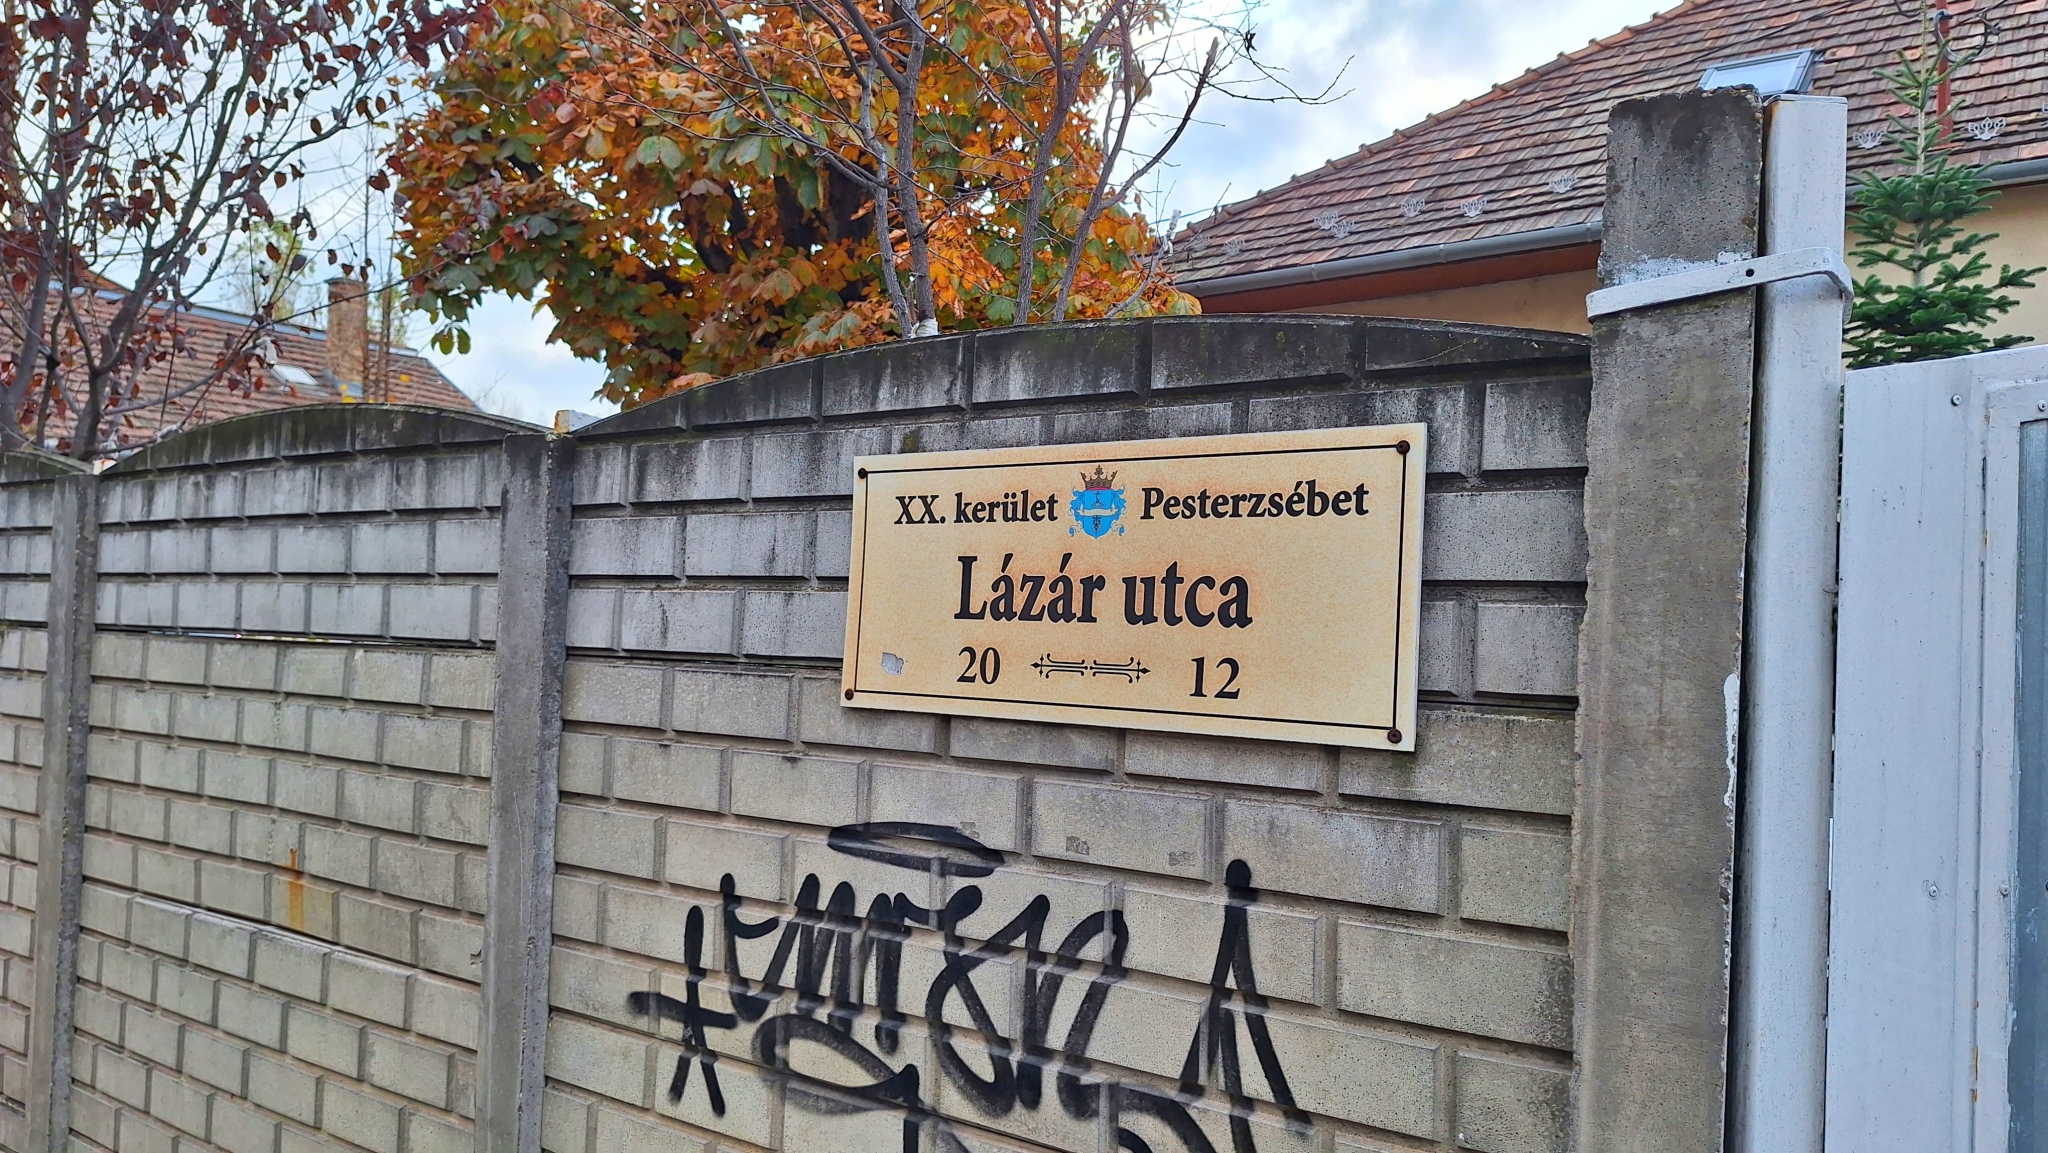 XX. kerület Pesterzsébet
Lázár utca
20 12